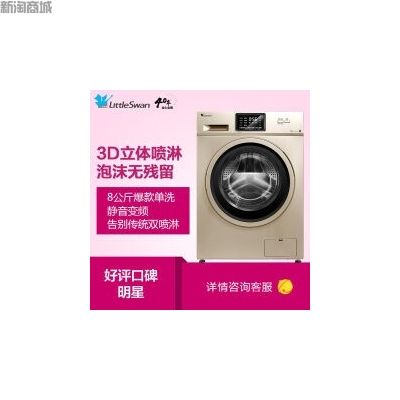 新淘商城
LittleSwan
3D立体喷淋
泡沫无残留
8公斤爆款单洗
静音变频
告别传统双喷淋
好评口碑
明星
详情咨询客服